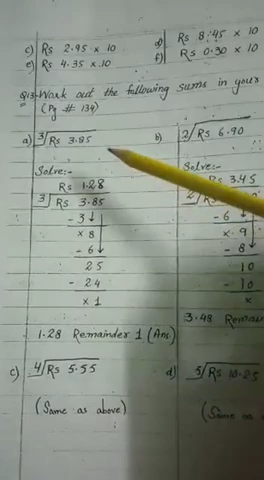 c) Rs 2.95 x 10 d) Rs 8.45 x 10
e) Rs 4.35 x 10 f) Rs 0.30 x 10
Q13- Work out the following sums in your
(Pg # 134)
a) 3√Rs 3.85 b) 2√Rs 6.90
Solve:- Solve:-
Rs 1.28 Rs 3.45
3√Rs 3.85 2√Rs
- 3↓ - 6↓
x 8 x 9
- 6↓ - 8↓
25 10
- 24 - 10
x 1 x
1.28 Remainder 1 (Ans.) 3.48
c) 4√Rs 5.55 d) 5√Rs 10.25
(Same as above) (Same as